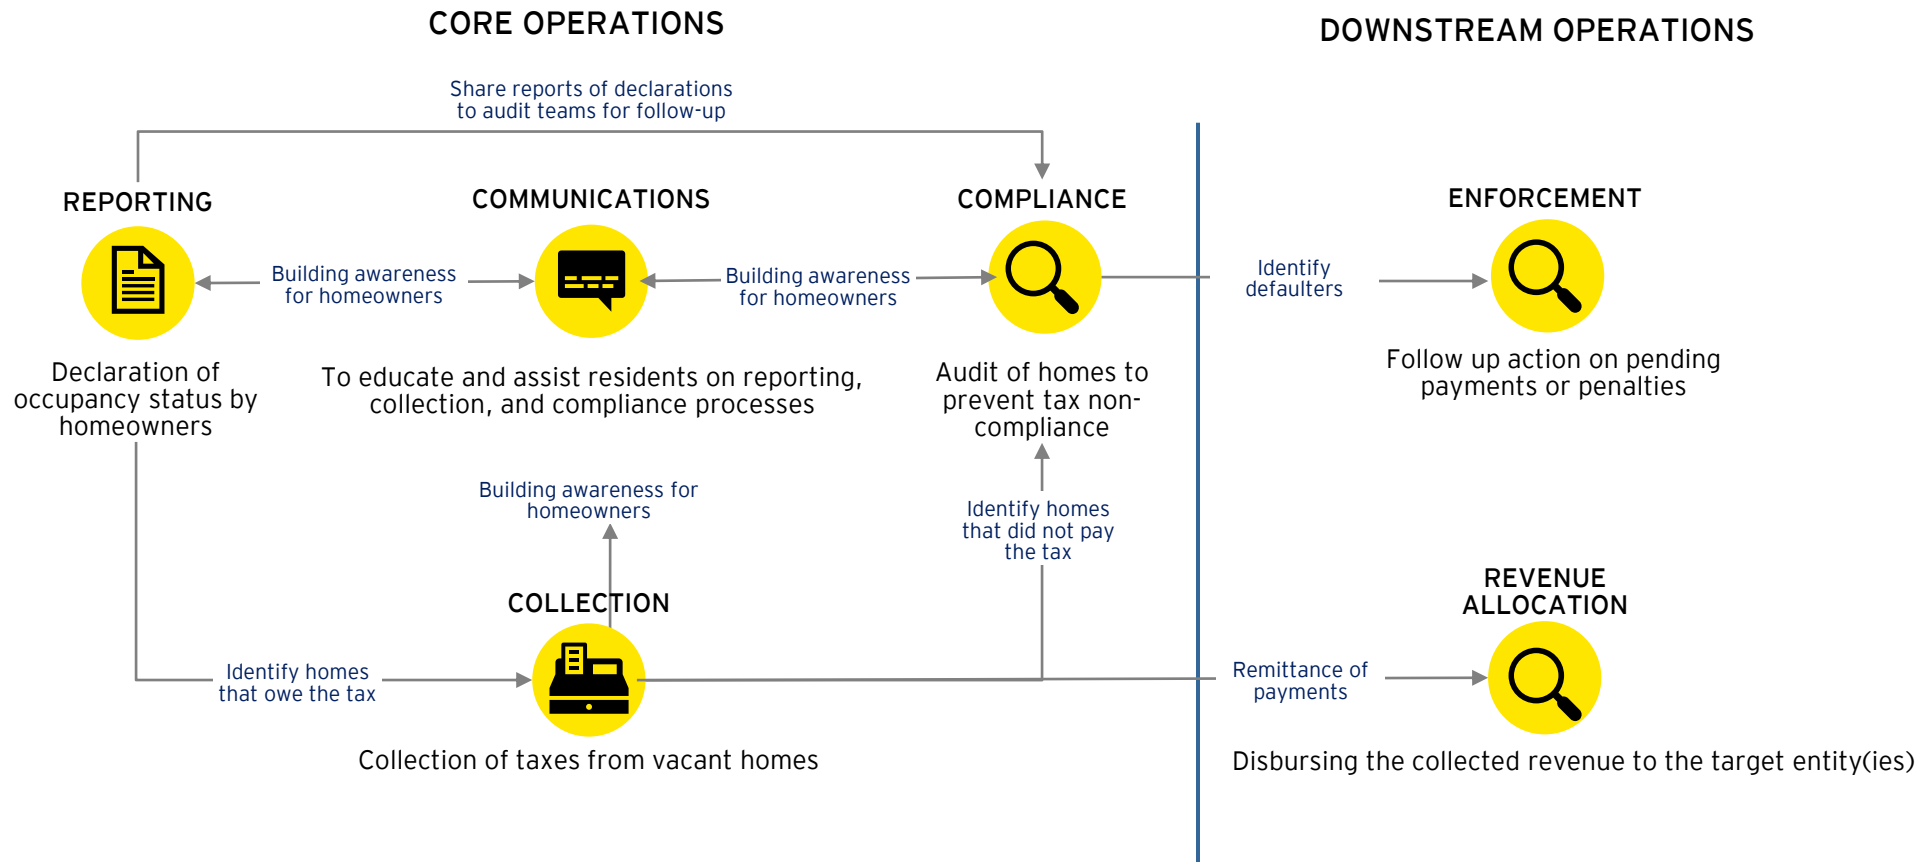 CORE OPERATIONS
DOWNSTREAM OPERATIONS
Share reports of declarations
to audit teams for follow-up
REPORTING
COMMUNICATIONS
COMPLIANCE
ENFORCEMENT
Building awareness
for homeowners
Building awareness
for homeowners
Identify
defaulters
Declaration of
occupancy status by
homeowners
To educate and assist residents on reporting,
collection, and compliance processes
Audit of homes to
prevent tax non-
compliance
Follow up action on pending
payments or penalties
Building awareness for
homeowners
Identify homes
that did not pay
the tax
COLLECTION
REVENUE
ALLOCATION
Identify homes
that owe the tax
Remittance of
payments
Collection of taxes from vacant homes
Disbursing the collected revenue to the target entity(ies)